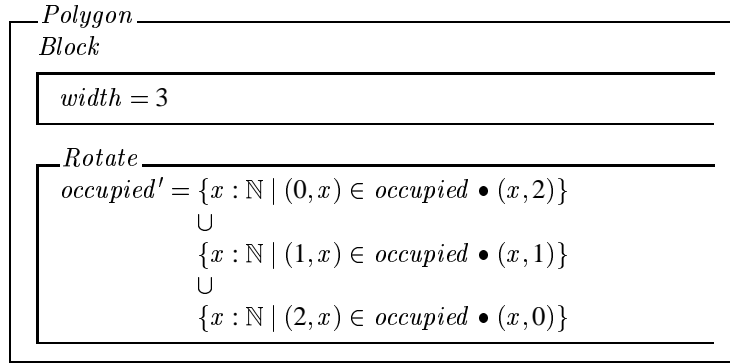 Polygon
Block
width = 3
Rotate
occupied′ = {x : ℕ | (0, x) ∈ occupied • (x, 2)}
∪
{x : ℕ | (1, x) ∈ occupied • (x, 1)}
∪
{x : ℕ | (2, x) ∈ occupied • (x, 0)}